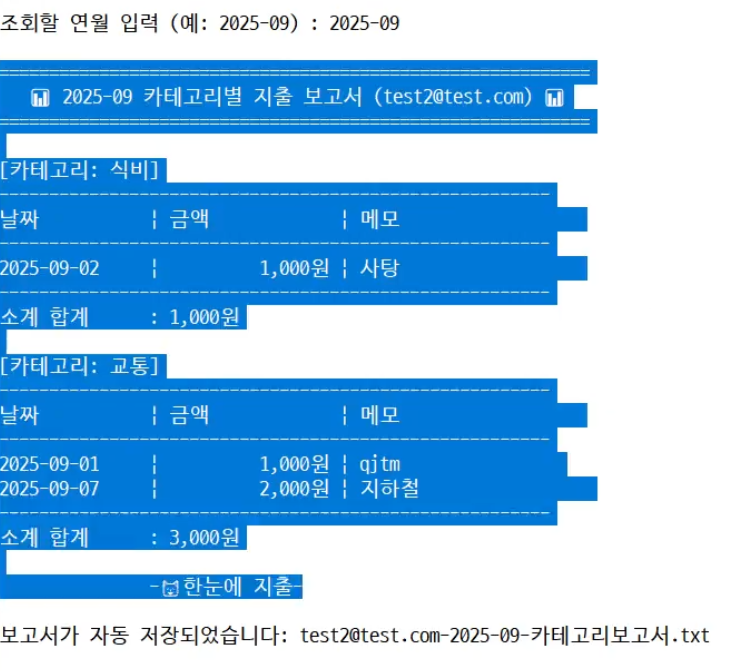 조회할 연월 입력 (예: 2025-09) : 2025-09
============================================================
📊 2025-09 카테고리별 지출 보고서 (test2@test.com) 📊
============================================================
[카테고리: 식비]
-------------------------------------------------------
날짜 | 금액 | 메모
-------------------------------------------------------
2025-09-02 | 1,000원 | 사탕
-------------------------------------------------------
소계 합계 : 1,000원
[카테고리: 교통]
-------------------------------------------------------
날짜 | 금액 | 메모
-------------------------------------------------------
2025-09-01 | 1,000원 | qjtm
2025-09-07 | 2,000원 | 지하철
-------------------------------------------------------
소계 합계 : 3,000원
-🐱한눈에 지출-
보고서가 자동 저장되었습니다: test2@test.com-2025-09-카테고리보고서.txt